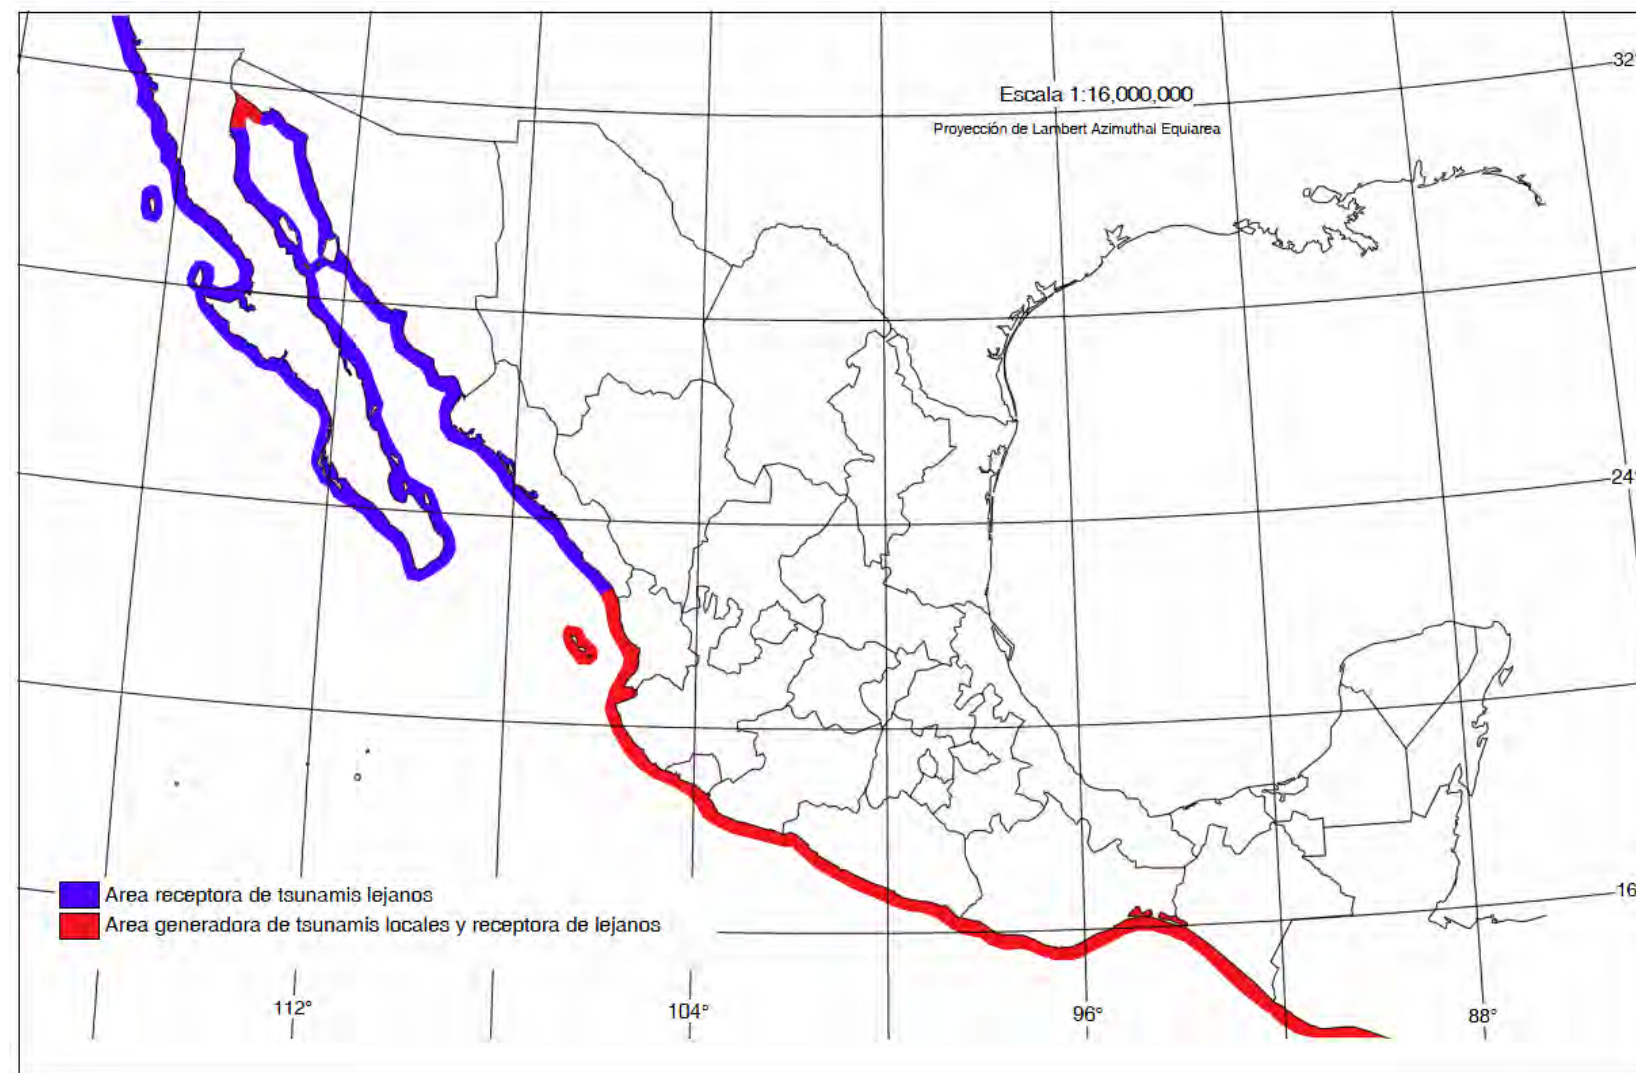 32°
Escala 1:16,000,000
Proyección de Lambert Azimuthal Equiarea
24°
16
Area receptora de tsunamis lejanos
Area generadora de tsunamis locales y receptora de lejanos
112°
104°
96°
88°